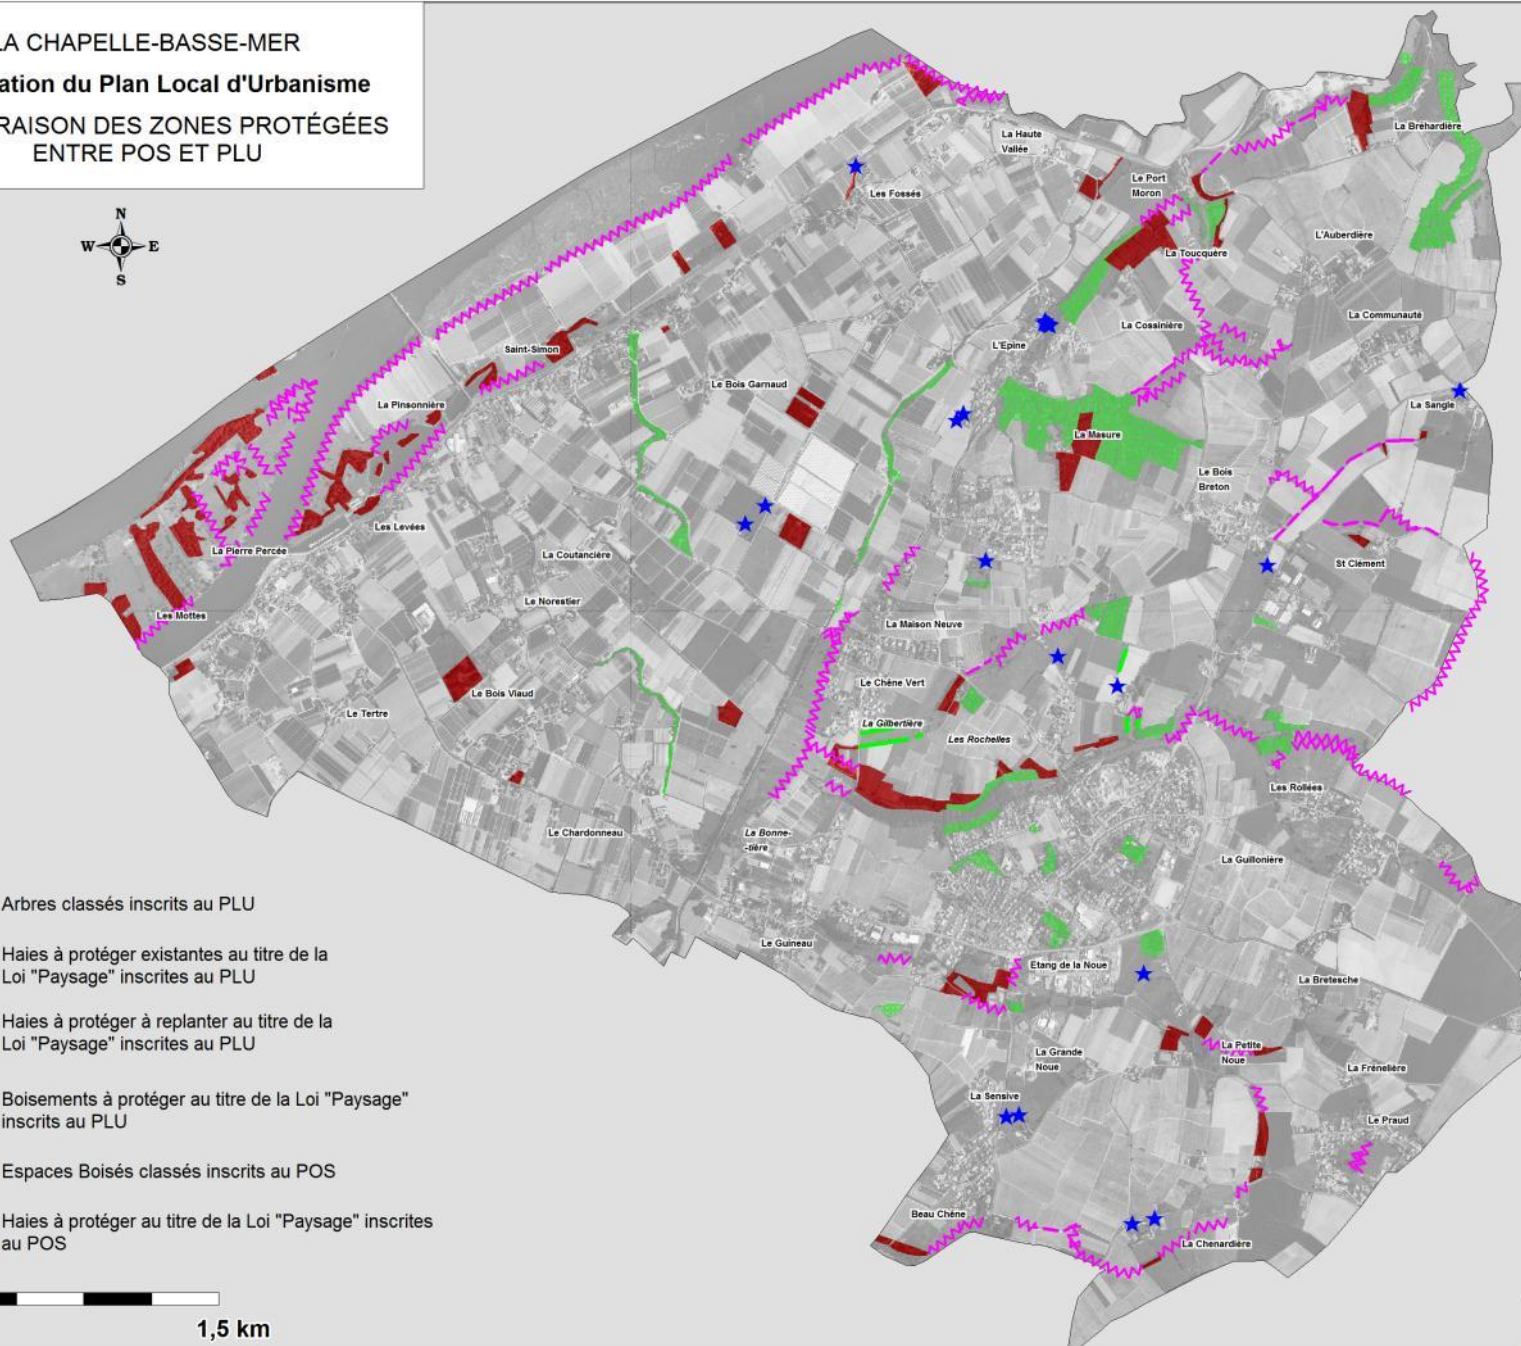 LA CHAPELLE-BASSE-MER
ation du Plan Local d'Urbanisme
RAISON DES ZONES PROTÉGÉES
ENTRE POS ET PLU
N
W E
S
La Haute
Vallée
La Bréhardière
Les Fossés
Le Port
Moron
L'Auberdière
La Toucquère
La Communauté
La Cossinière
L'Epine
Saint-Simon
Le Bois Garnaud
La Pinsonnière
La Sangle
La Masure
Le Bois
Breton
Les Levées
La Pierre Percée
La Coutancière
St Clément
La Norestier
Les Mottes
La Maison Neuve
Le Chêne Vert
Le Bois Viaud
Le Tertre
La Gilbertière
Les Rochelles
Les Rollées
Le Chardonneau
La Bonne-
-tière
La Guillonière
Le Guineau
Etang de la Noue
La Bretesche
La Grande
Noue
La Petite
Noue
La Frênelière
La Sensive
Le Praud
Beau Chêne
La Chenardière
Arbres classés inscrits au PLU
Haies à protéger existantes au titre de la
Loi "Paysage" inscrites au PLU
Haies à protéger à replanter au titre de la
Loi "Paysage" inscrites au PLU
Boisements à protéger au titre de la Loi "Paysage"
inscrits au PLU
Espaces Boisés classés inscrits au POS
Haies à protéger au titre de la Loi "Paysage" inscrites
au POS
1,5 km